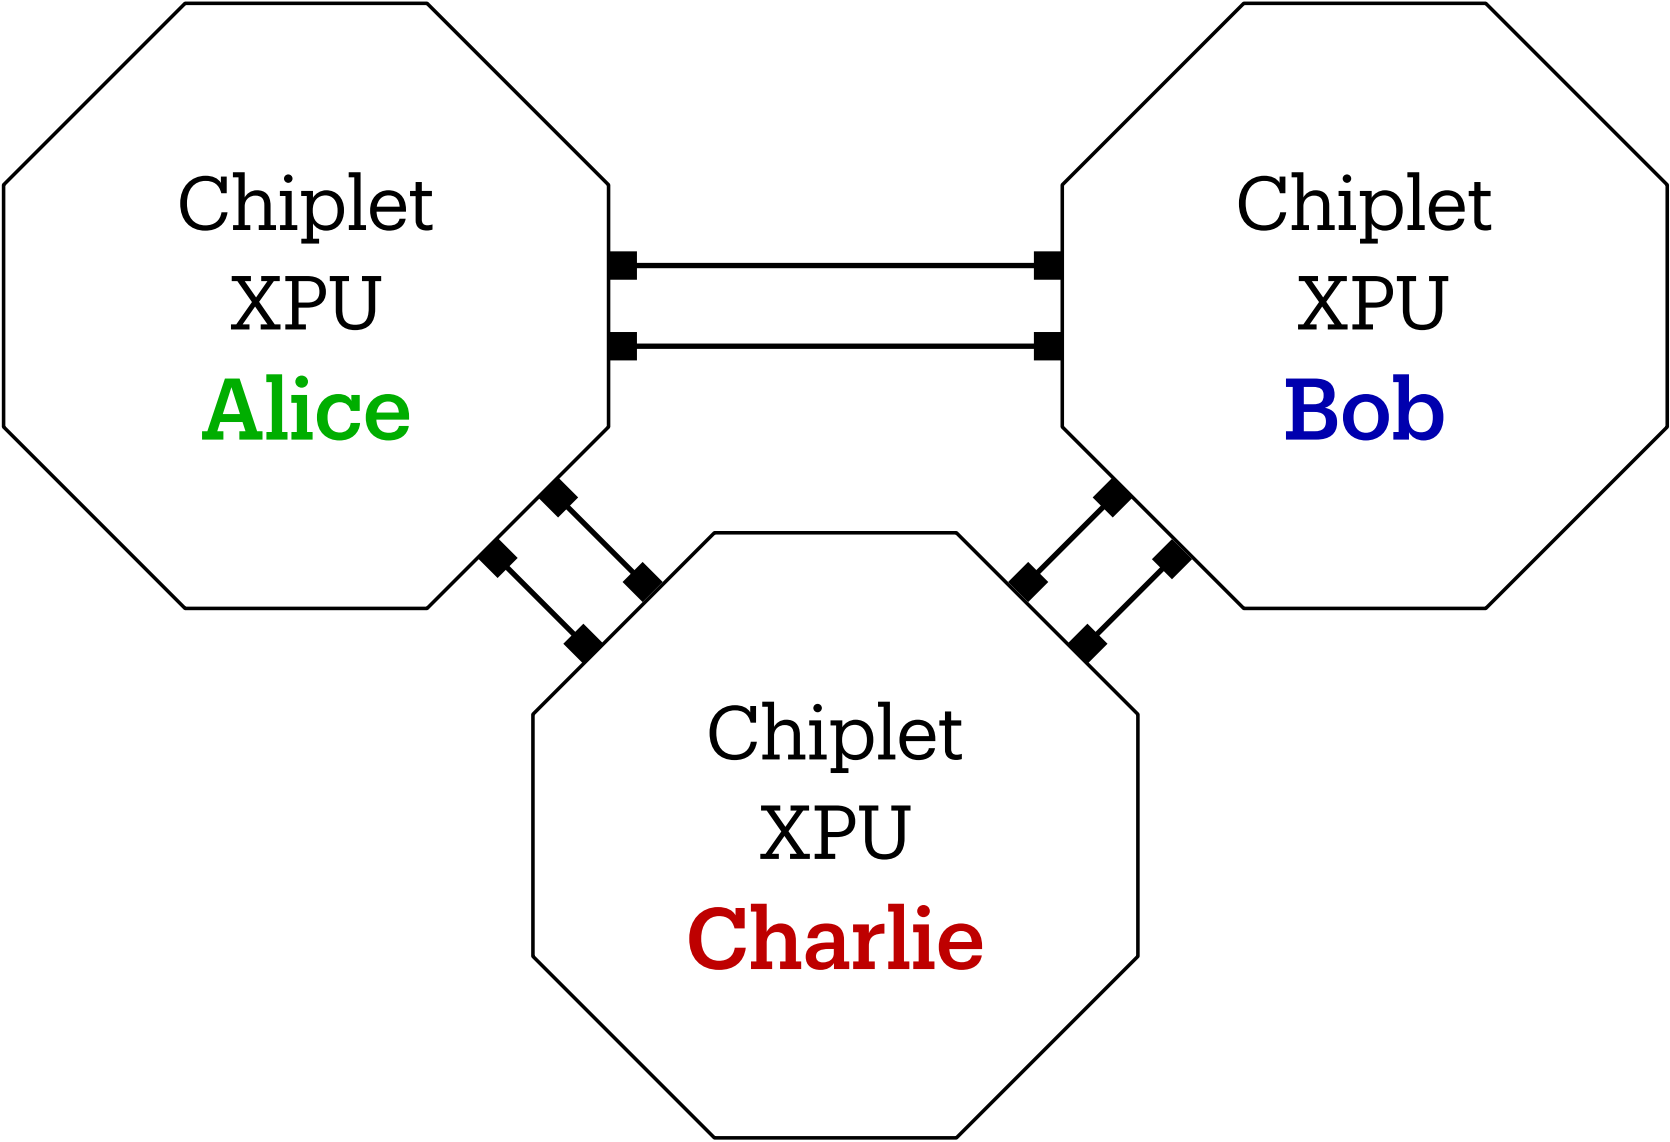 Chiplet
XPU
Alice
Chiplet
XPU
Bob
Chiplet
XPU
Charlie